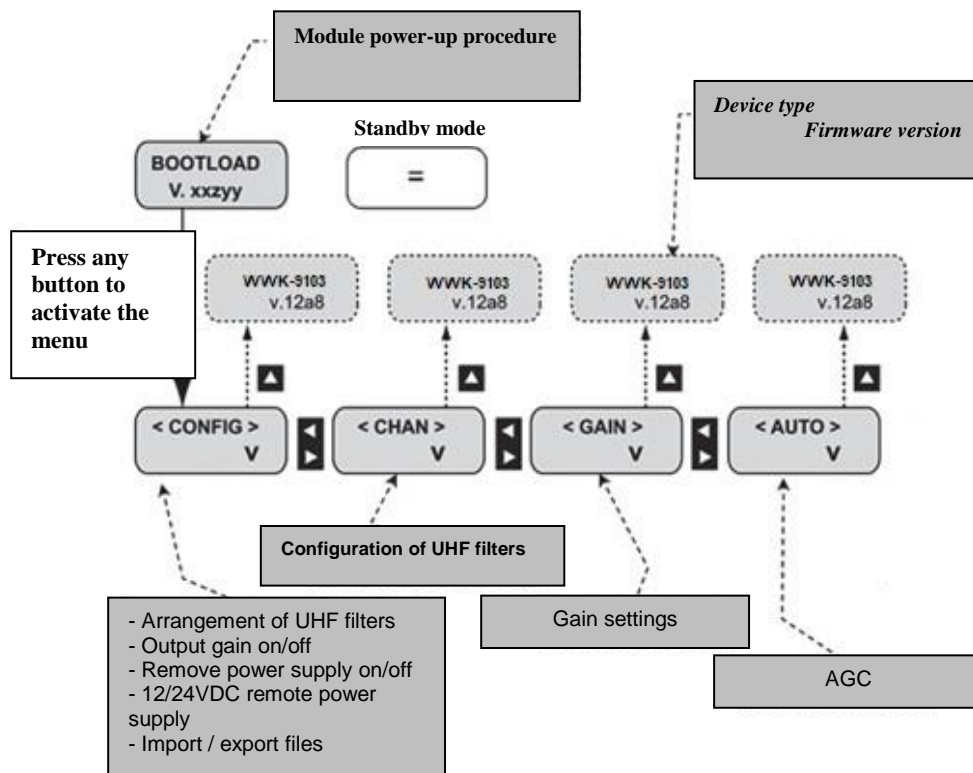 Module power-up procedure
Device type
Firmware version
Standby mode
BOOTLOAD
V. xxzyy
=
Press any
button to
activate the
menu
WWK-9103
v.12a8
WWK-9103
v.12a8
WWK-9103
v.12a8
WWK-9103
v.12a8
< CONFIG >
V
< CHAN >
V
< GAIN >
V
< AUTO >
V
Configuration of UHF filters
- Arrangement of UHF filters
- Output gain on/off
- Remove power supply on/off
- 12/24VDC remote power
supply
- Import / export files
Gain settings
AGC